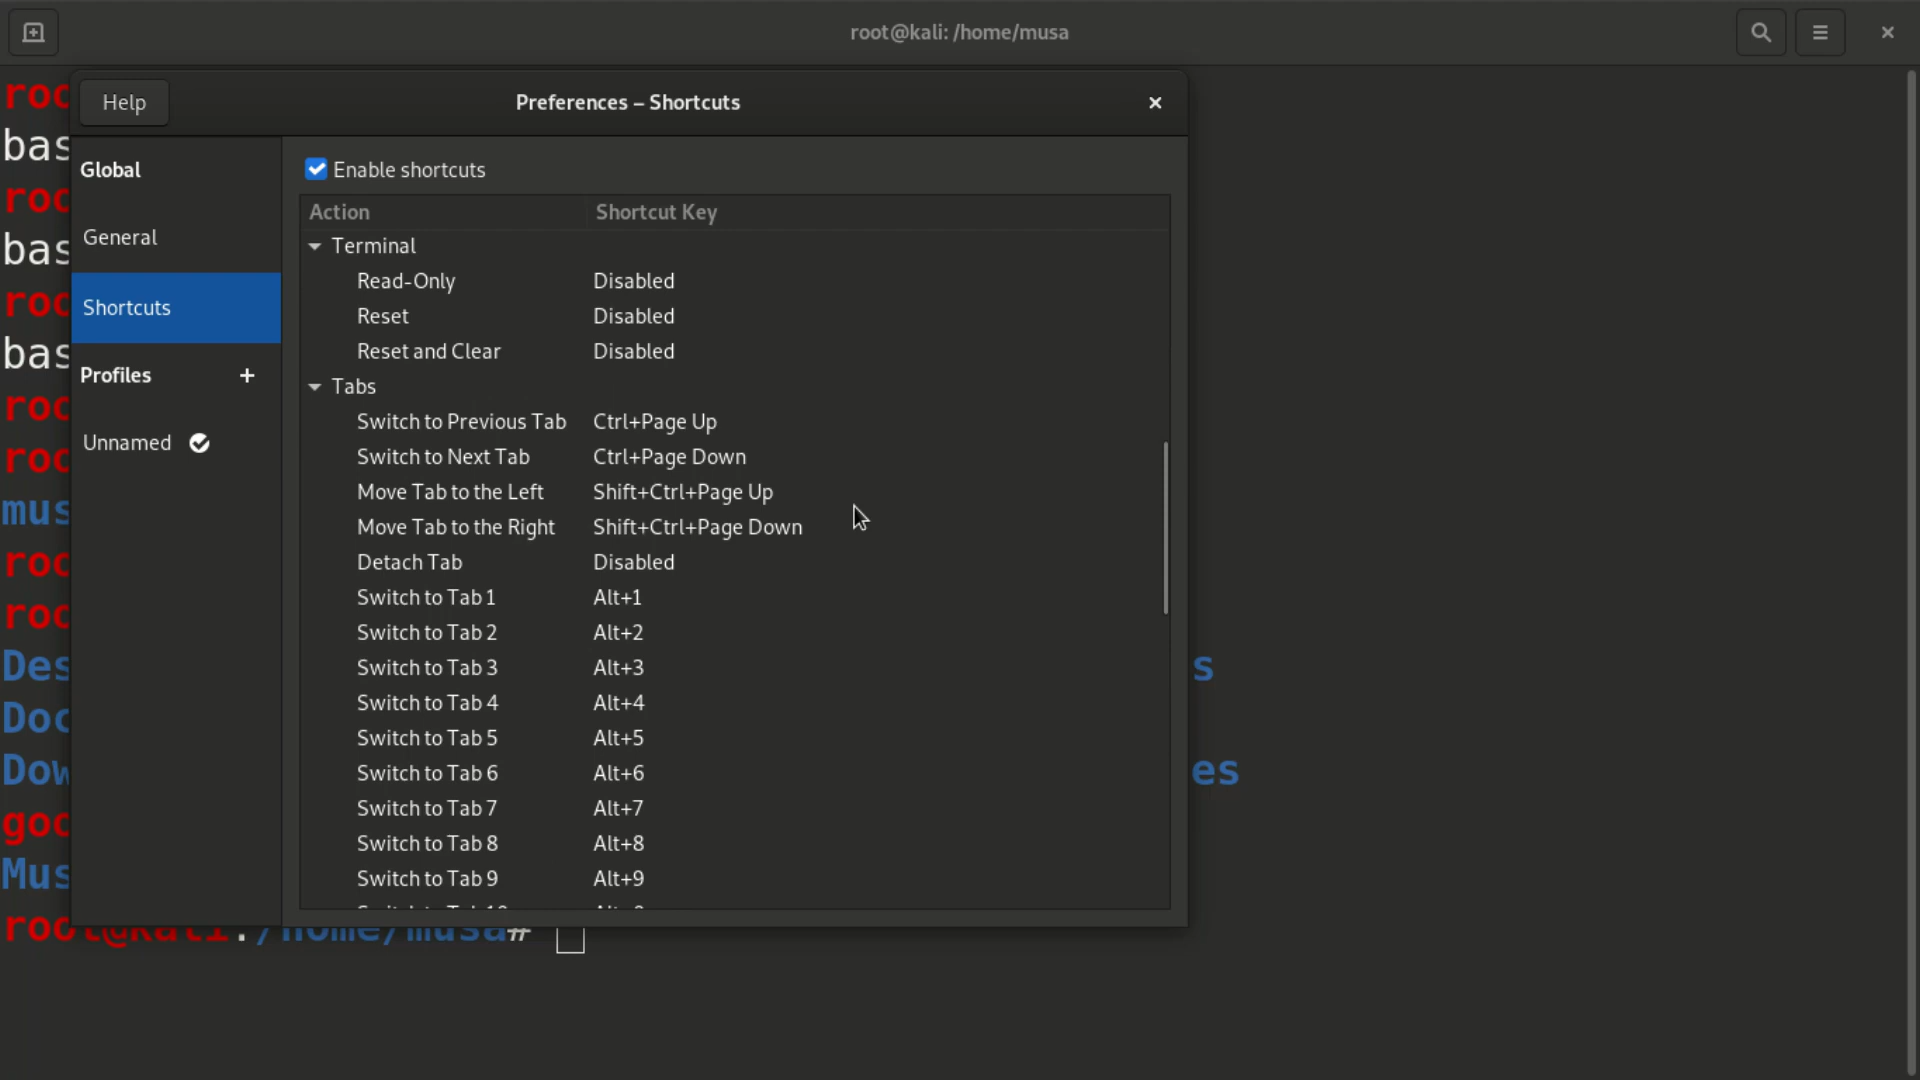 root@kali: /home/musa
Help
Preferences – Shortcuts
Global
General
Shortcuts
Profiles +
Unnamed
Enable shortcuts
Action Shortcut Key
Terminal
Read-Only Disabled
Reset Disabled
Reset and Clear Disabled
Tabs
Switch to Previous Tab Ctrl+Page Up
Switch to Next Tab Ctrl+Page Down
Move Tab to the Left Shift+Ctrl+Page Up
Move Tab to the Right Shift+Ctrl+Page Down
Detach Tab Disabled
Switch to Tab 1 Alt+1
Switch to Tab 2 Alt+2
Switch to Tab 3 Alt+3
Switch to Tab 4 Alt+4
Switch to Tab 5 Alt+5
Switch to Tab 6 Alt+6
Switch to Tab 7 Alt+7
Switch to Tab 8 Alt+8
Switch to Tab 9 Alt+9
root@kali:/home/musa#